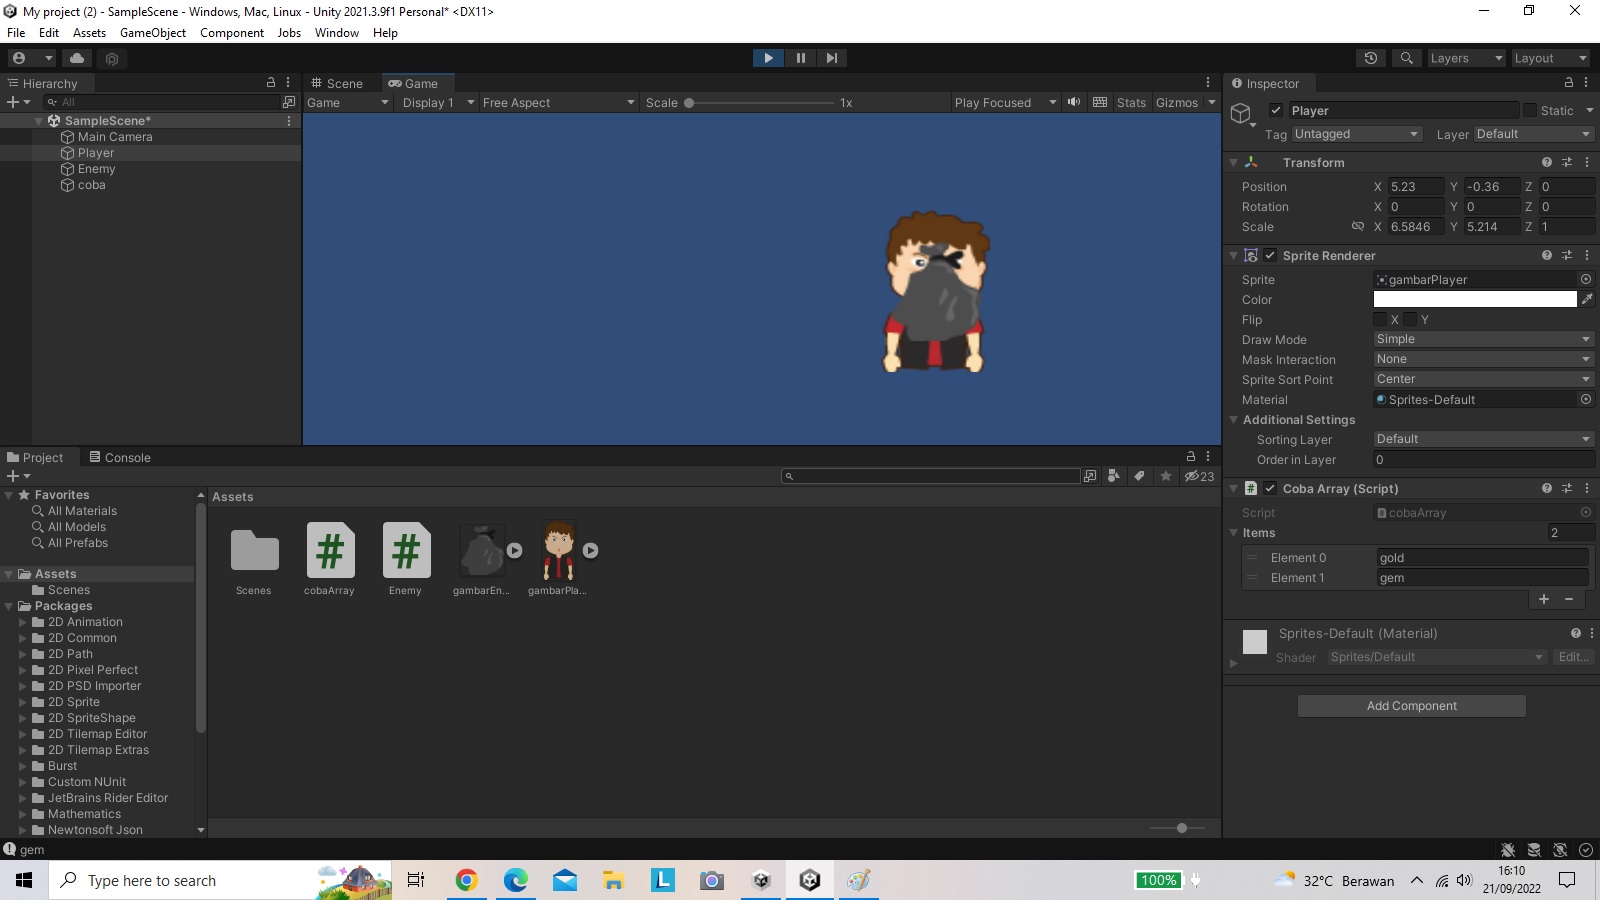 My project (2) - SampleScene - Windows, Mac, Linux - Unity 2021.3.9f1 Personal* <DX11>
File Edit Assets GameObject Component Jobs Window Help
Layers Layout
Hierarchy
All
SampleScene*
Main Camera
Player
Enemy
coba
Scene Game
Game Display 1 Free Aspect Scale 1x Play Focused Stats Gizmos
Inspector
Player Static
Tag Untagged Layer Default
Transform
Position X 5.23 Y -0.36 Z 0
Rotation X 0 Y 0 Z 0
Scale X 6.5846 Y 5.214 Z 1
Sprite Renderer
Sprite gambarPlayer
Color
Flip X Y
Draw Mode Simple
Mask Interaction None
Sprite Sort Point Center
Material Sprites-Default
Additional Settings
Sorting Layer Default
Order in Layer 0
# Coba Array (Script)
Script cobaArray
Items 2
Element 0 gold
Element 1 gem
+ -
Sprites-Default (Material)
Shader Sprites/Default Edit...
Add Component
Project Console
23
Favorites
All Materials
All Models
All Prefabs
Assets
Scenes
Packages
2D Animation
2D Common
2D Path
2D Pixel Perfect
2D PSD Importer
2D Sprite
2D SpriteShape
2D Tilemap Editor
2D Tilemap Extras
Burst
Custom NUnit
JetBrains Rider Editor
Mathematics
Newtonsoft Json
Assets
# #
Scenes cobaArray Enemy gambarEn... gambarPla...
gem
Type here to search
L
100%
32°C Berawan
16:10
21/09/2022